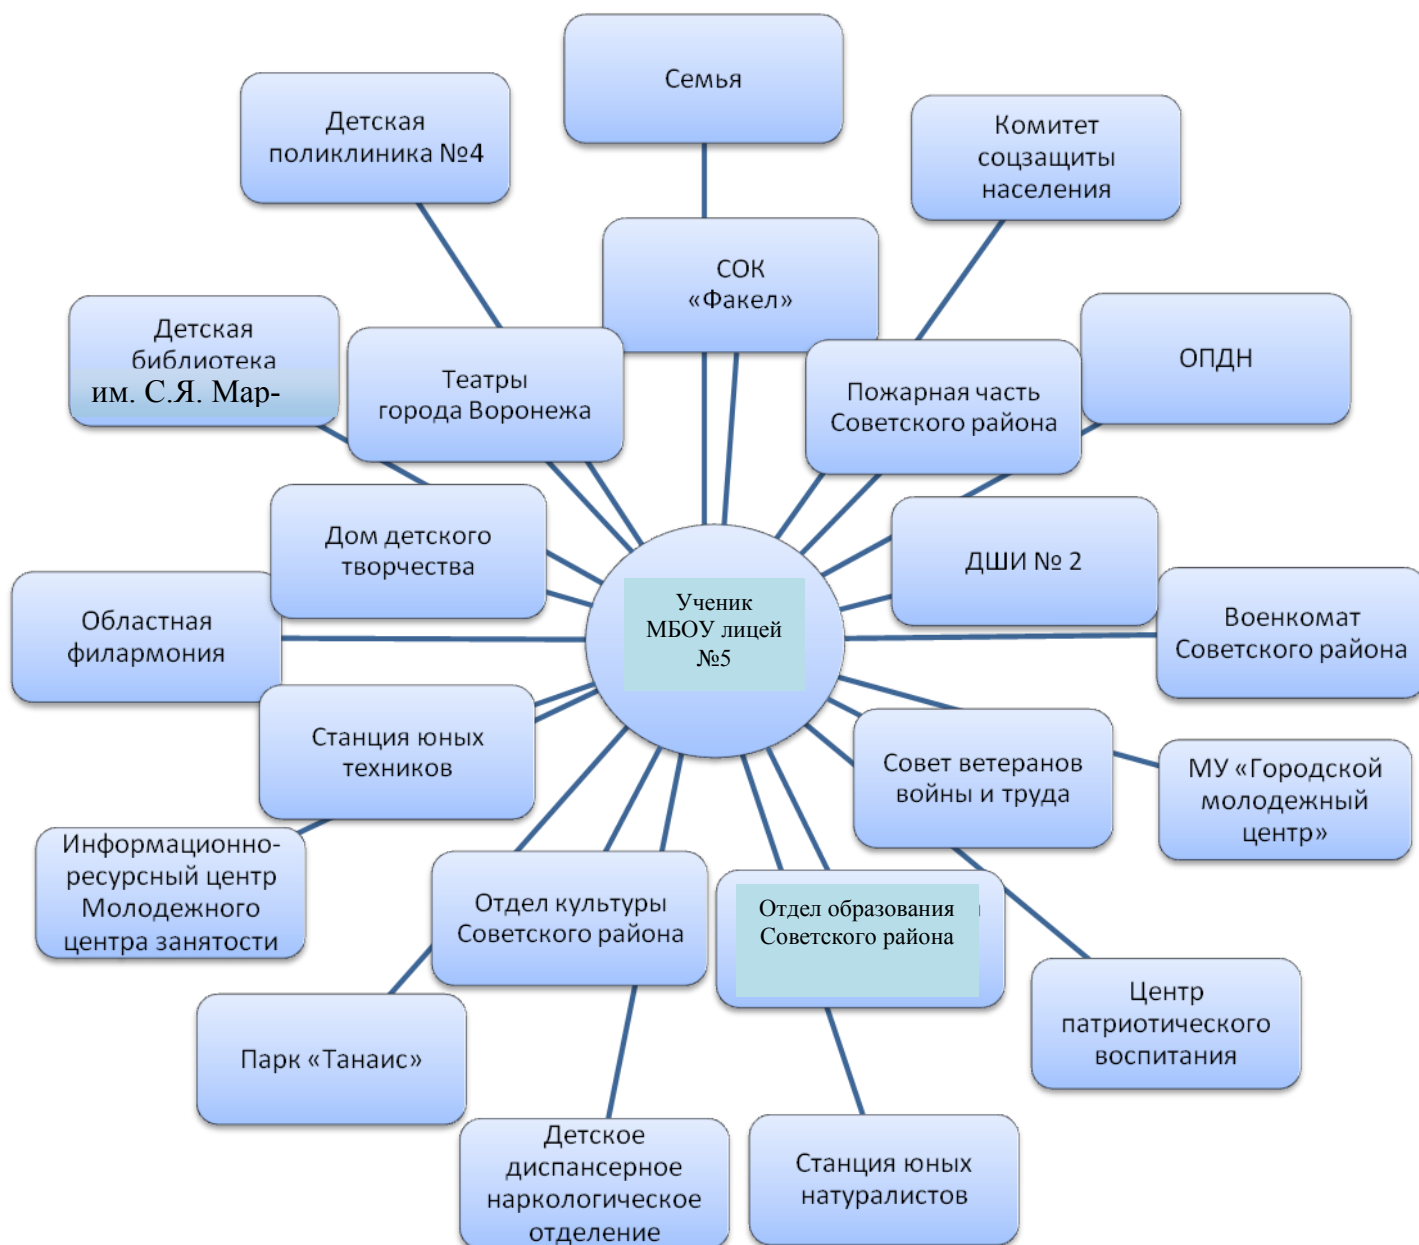 Семья
Детская
поликлиника №4
Комитет
соцзащиты
населения
СОК
«Факел»
Детская
библиотека
им. С.Я. Мар-
Театры
города Воронежа
Пожарная часть
Советского района
ОПДН
Дом детского
творчества
ДШИ № 2
Областная
филармония
Ученик
МБОУ лицей
№5
Военкомат
Советского района
Станция юных
техников
Совет ветеранов
войны и труда
МУ «Городской
молодежный
центр»
Информационно-
ресурсный центр
Молодежного
центра занятости
Отдел культуры
Советского района
Отдел образования
Советского района
Центр
патриотического
воспитания
Парк «Танаис»
Детское
диспансерное
наркологическое
отделение
Станция юных
натуралистов